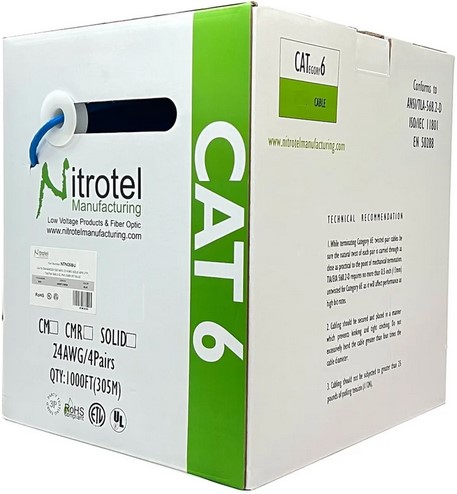 Nitrotel
Manufacturing
Low Voltage Products & Fiber Optic
nitrotelmanufacturing.com
CM CMR SOLID
24AWG/4Pairs
QTY:1000FT(305M)
RoHS
compliant
ETL
UL
CAT 6
CATEGORY6
CABLE
www.nitrotelmanufacturing.com
Conforms to
ANSI/TIA-568.2-D
ISO/IEC 11801
EN 50288
TECHNICAL RECOMMENDATION
1. While terminating Category 6E twisted pair cables be
sure the natural twist of each pair is carried through as
close as practical to the point of mechanical termination.
TIA/EIA 568.2-D requires no more than 0.5 inch (13mm)
untwisted for Category 6E as it will affect performance at
high bit rates.
2. Cabling should be secured and placed in a manner
which prevents kinking and tight cinching. Do not
excessively bend the cable greater than four times the
cable diameter.
3. Cabling should not be subjected to greater than 25
pounds of pulling tension (110N).